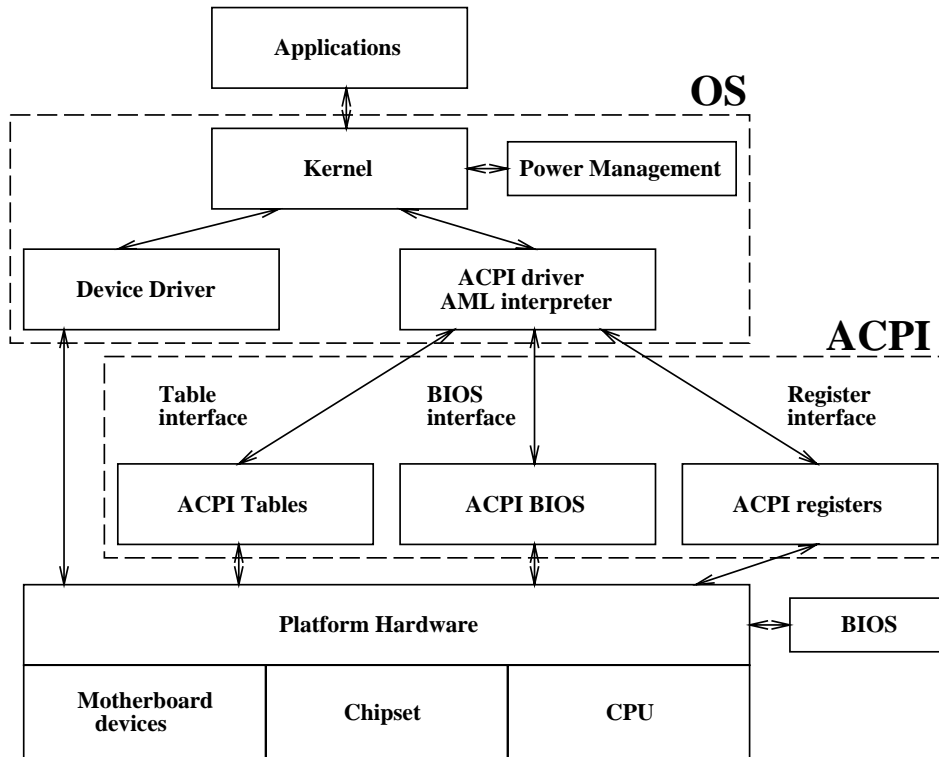 Applications
OS
Kernel
Power Management
Device Driver
ACPI driver
AML interpreter
ACPI
Table
interface
BIOS
interface
Register
interface
ACPI Tables
ACPI BIOS
ACPI registers
Platform Hardware
BIOS
Motherboard
devices
Chipset
CPU